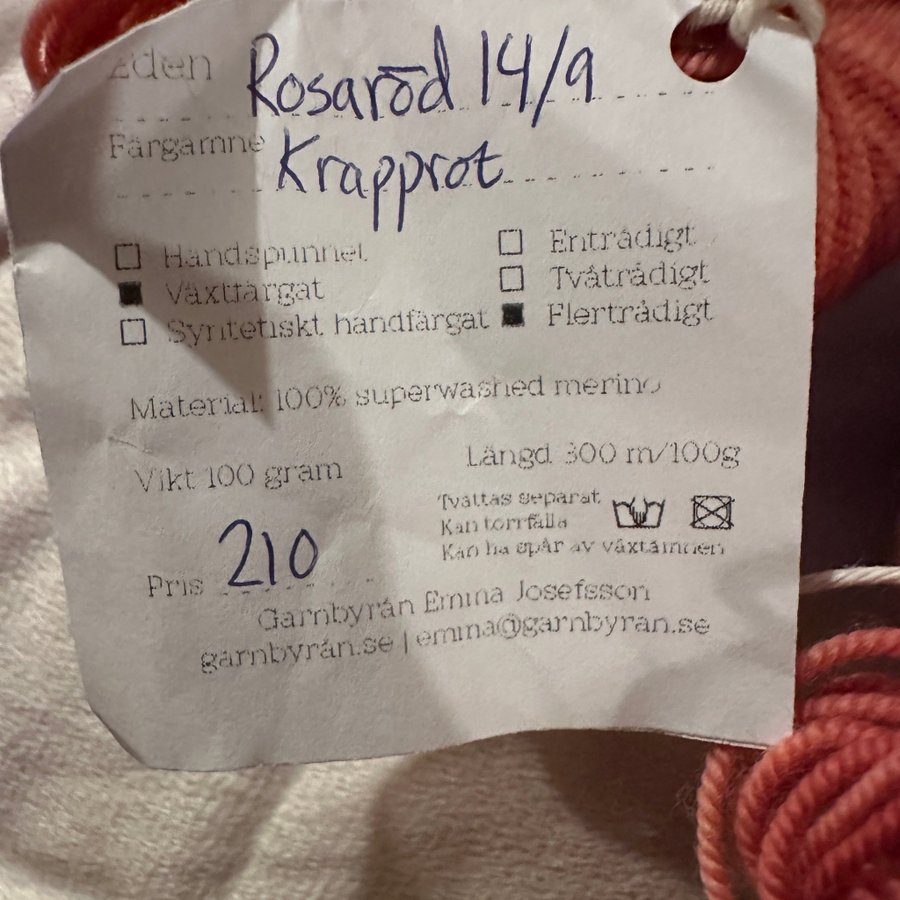 Eden Rosaröd 14/9
Färgämne Krapprot
Handspunnet
Entrådigt
Växtfärgat
Tvåtrådigt
Syntetiskt handfärgat
Flertrådigt
Material: 100% superwashed merino
Vikt 100 gram
Längd 300 m/100g
Tvättas separat
Kan torrfälla
Kan ha spår av växtämnen
Pris 210
Garnbyrån Emma Josefsson
garnbyrån.se | emma@garnbyran.se